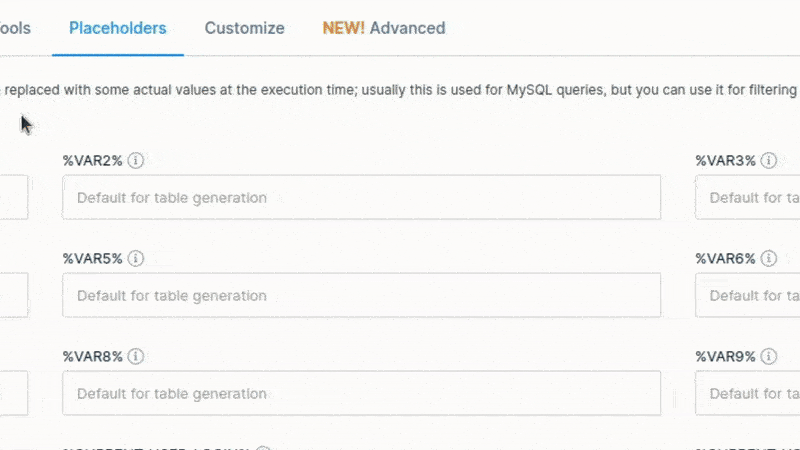 ools Placeholders Customize NEW! Advanced
replaced with some actual values at the execution time; usually this is used for MySQL queries, but you can use it for filtering
%VAR2% %VAR3%
Default for table generation Default for ta
%VAR5% %VAR6%
Default for table generation Default for ta
%VAR8% %VAR9%
Default for table generation Default for ta